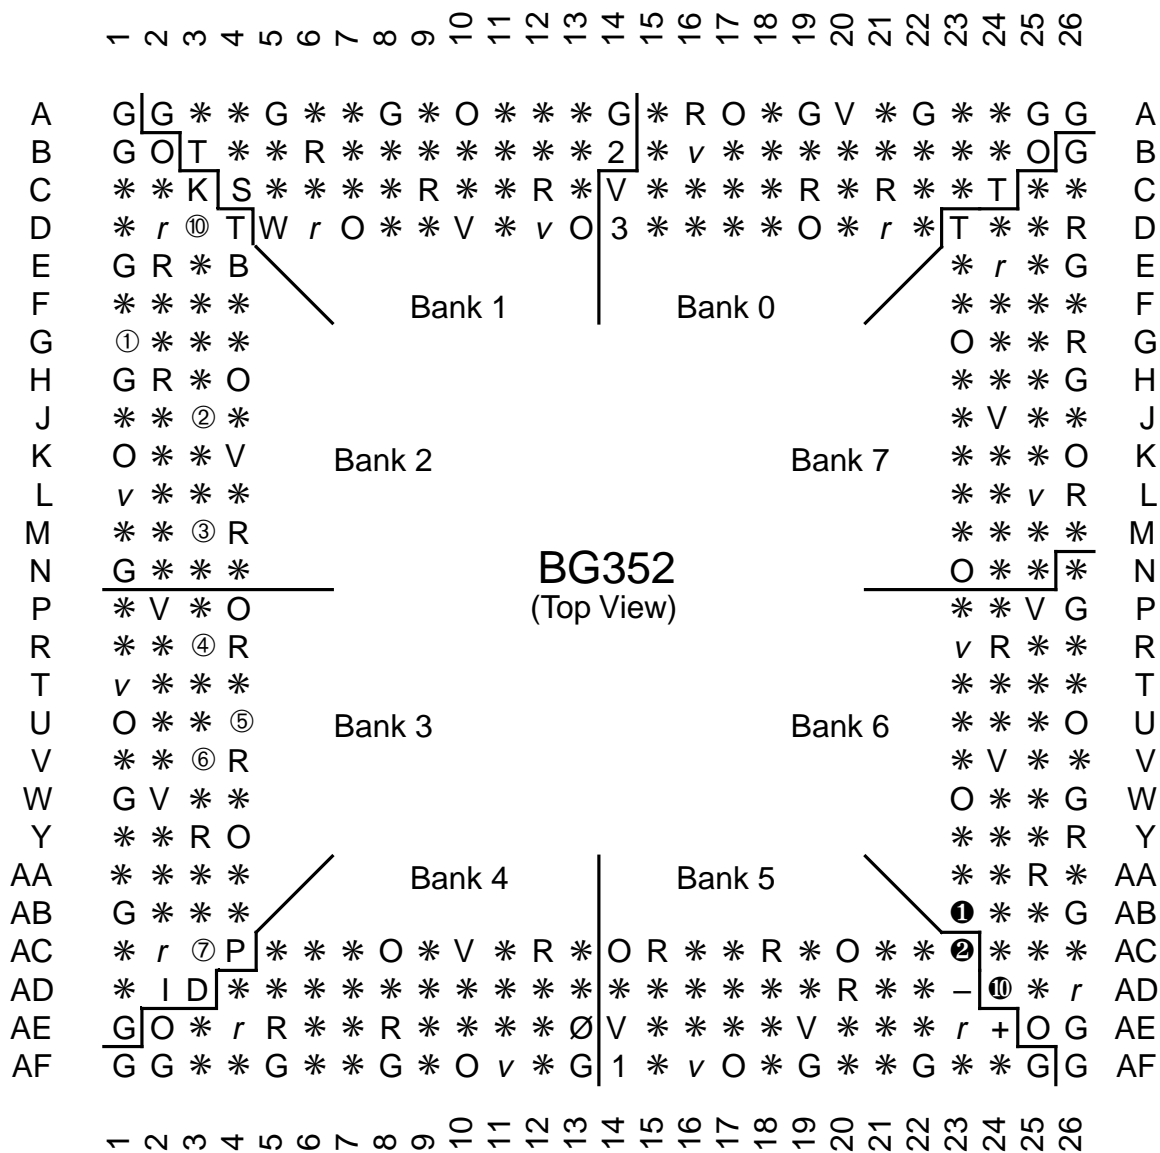 1 2 3 4 5 6 7 8 9 10 11 12 13 14 15 16 17 18 19 20 21 22 23 24 25 26
A G G ✳ ✳ G ✳ ✳ G ✳ O ✳ ✳ ✳ G ✳ R O ✳ G V ✳ G ✳ ✳ G G A
B G O T ✳ ✳ R ✳ ✳ ✳ ✳ ✳ ✳ ✳ 2 ✳ v ✳ ✳ ✳ ✳ ✳ ✳ ✳ ✳ O G B
C ✳ ✳ K S ✳ ✳ ✳ ✳ R ✳ ✳ R ✳ V ✳ ✳ ✳ ✳ R ✳ R ✳ ✳ T ✳ ✳ C
D ✳ r ⑩ T W r O ✳ ✳ V ✳ v O 3 ✳ ✳ ✳ ✳ O ✳ r ✳ T ✳ ✳ R D
E G R ✳ B ✳ r ✳ G E
F ✳ ✳ ✳ ✳ Bank 1 Bank 0 ✳ ✳ ✳ ✳ F
G ① ✳ ✳ ✳ O ✳ ✳ R G
H G R ✳ O ✳ ✳ ✳ G H
J ✳ ✳ ② ✳ ✳ V ✳ ✳ J
K O ✳ ✳ V Bank 2 Bank 7 ✳ ✳ ✳ O K
L v ✳ ✳ ✳ ✳ ✳ v R L
M ✳ ✳ ③ R ✳ ✳ ✳ ✳ M
N G ✳ ✳ ✳ BG352 O ✳ ✳ ✳ N
P ✳ V ✳ O (Top View) ✳ ✳ V G P
R ✳ ✳ ④ R v R ✳ ✳ R
T v ✳ ✳ ✳ ✳ ✳ ✳ ✳ T
U O ✳ ✳ ⑤ Bank 3 Bank 6 ✳ ✳ ✳ O U
V ✳ ✳ ⑥ R ✳ V ✳ ✳ V
W G V ✳ ✳ O ✳ ✳ G W
Y ✳ ✳ R O ✳ ✳ ✳ R Y
AA ✳ ✳ ✳ ✳ Bank 4 Bank 5 ✳ ✳ R ✳ AA
AB G ✳ ✳ ✳ ❶ ✳ ✳ G AB
AC ✳ r ⑦ P ✳ ✳ ✳ O ✳ V ✳ R ✳ O R ✳ ✳ R ✳ O ✳ ✳ ❷ ✳ ✳ ✳ AC
AD ✳ I D ✳ ✳ ✳ ✳ ✳ ✳ ✳ ✳ ✳ ✳ ✳ ✳ ✳ ✳ ✳ ✳ R ✳ ✳ – ❿ ✳ r AD
AE G O ✳ r R ✳ ✳ R ✳ ✳ ✳ ✳ Ø V ✳ ✳ ✳ ✳ V ✳ ✳ ✳ r + O G AE
AF G G ✳ ✳ G ✳ ✳ G ✳ O v ✳ G 1 ✳ v O ✳ G ✳ ✳ G ✳ ✳ G G AF
1 2 3 4 5 6 7 8 9 10 11 12 13 14 15 16 17 18 19 20 21 22 23 24 25 26